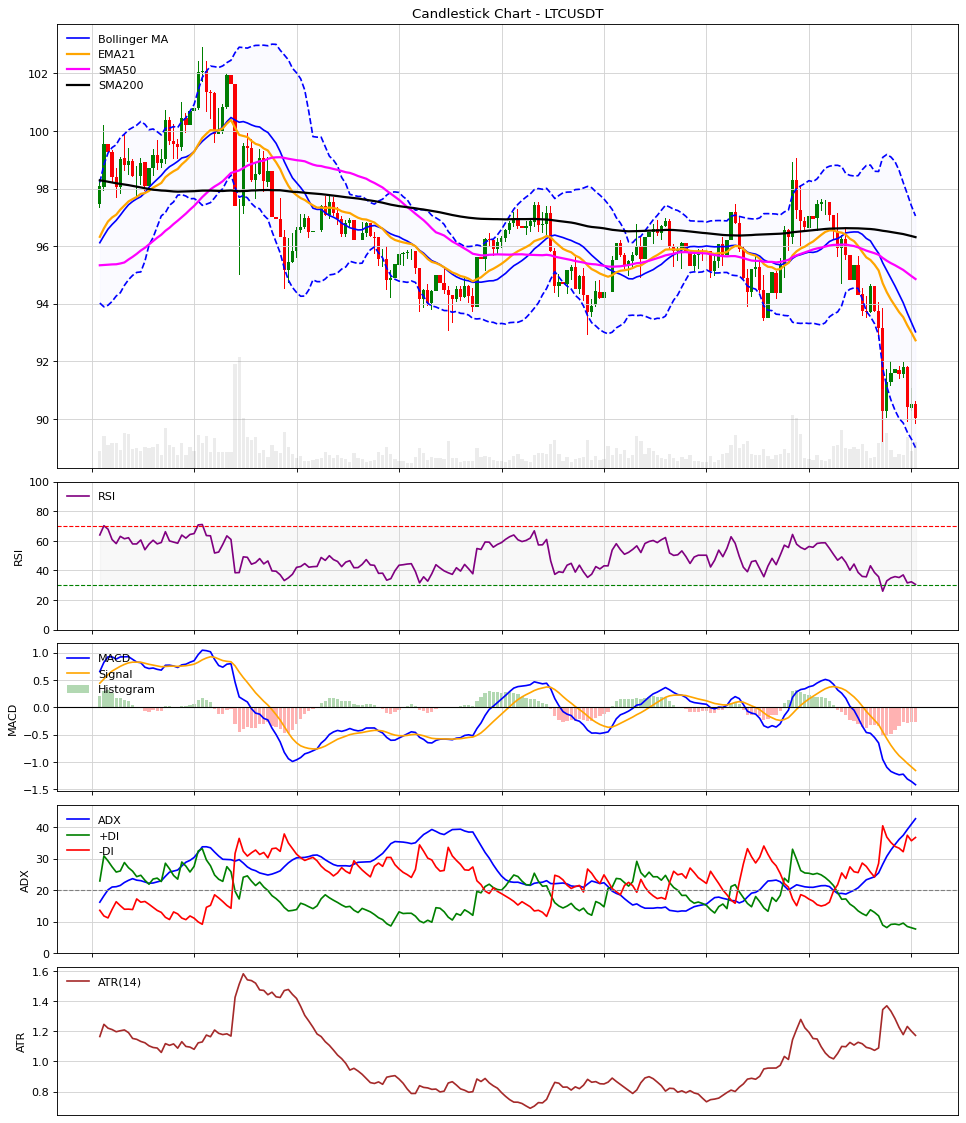 Candlestick Chart - LTCUSDT
Bollinger MA
EMA21
SMA50
SMA200
102
100
98
96
94
92
90
RSI
RSI
100
80
60
40
20
0
MACD
MACD
Signal
Histogram
1.0
0.5
0.0
−0.5
−1.0
−1.5
ADX
ADX
+DI
-DI
40
30
20
10
0
ATR
ATR(14)
1.6
1.4
1.2
1.0
0.8